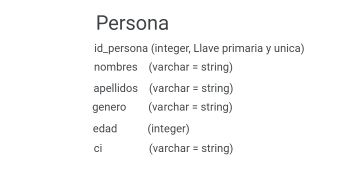 Persona
id_persona (integer, Llave primaria y unica)
nombres (varchar = string)
apellidos (varchar = string)
genero (varchar = string)
edad (integer)
ci (varchar = string)